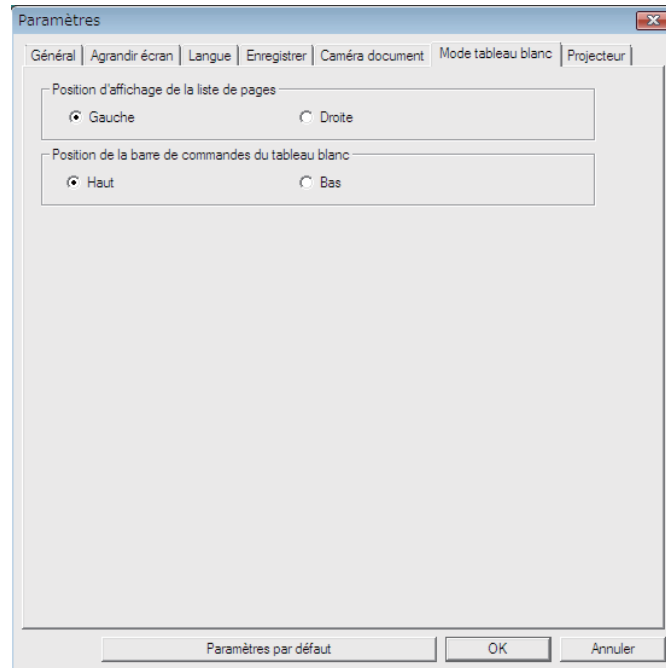 Paramètres
Général Agrandir écran Langue Enregistrer Caméra document Mode tableau blanc Projecteur
Position d'affichage de la liste de pages
Gauche Droite
Position de la barre de commandes du tableau blanc
Haut Bas
Paramètres par défaut OK Annuler